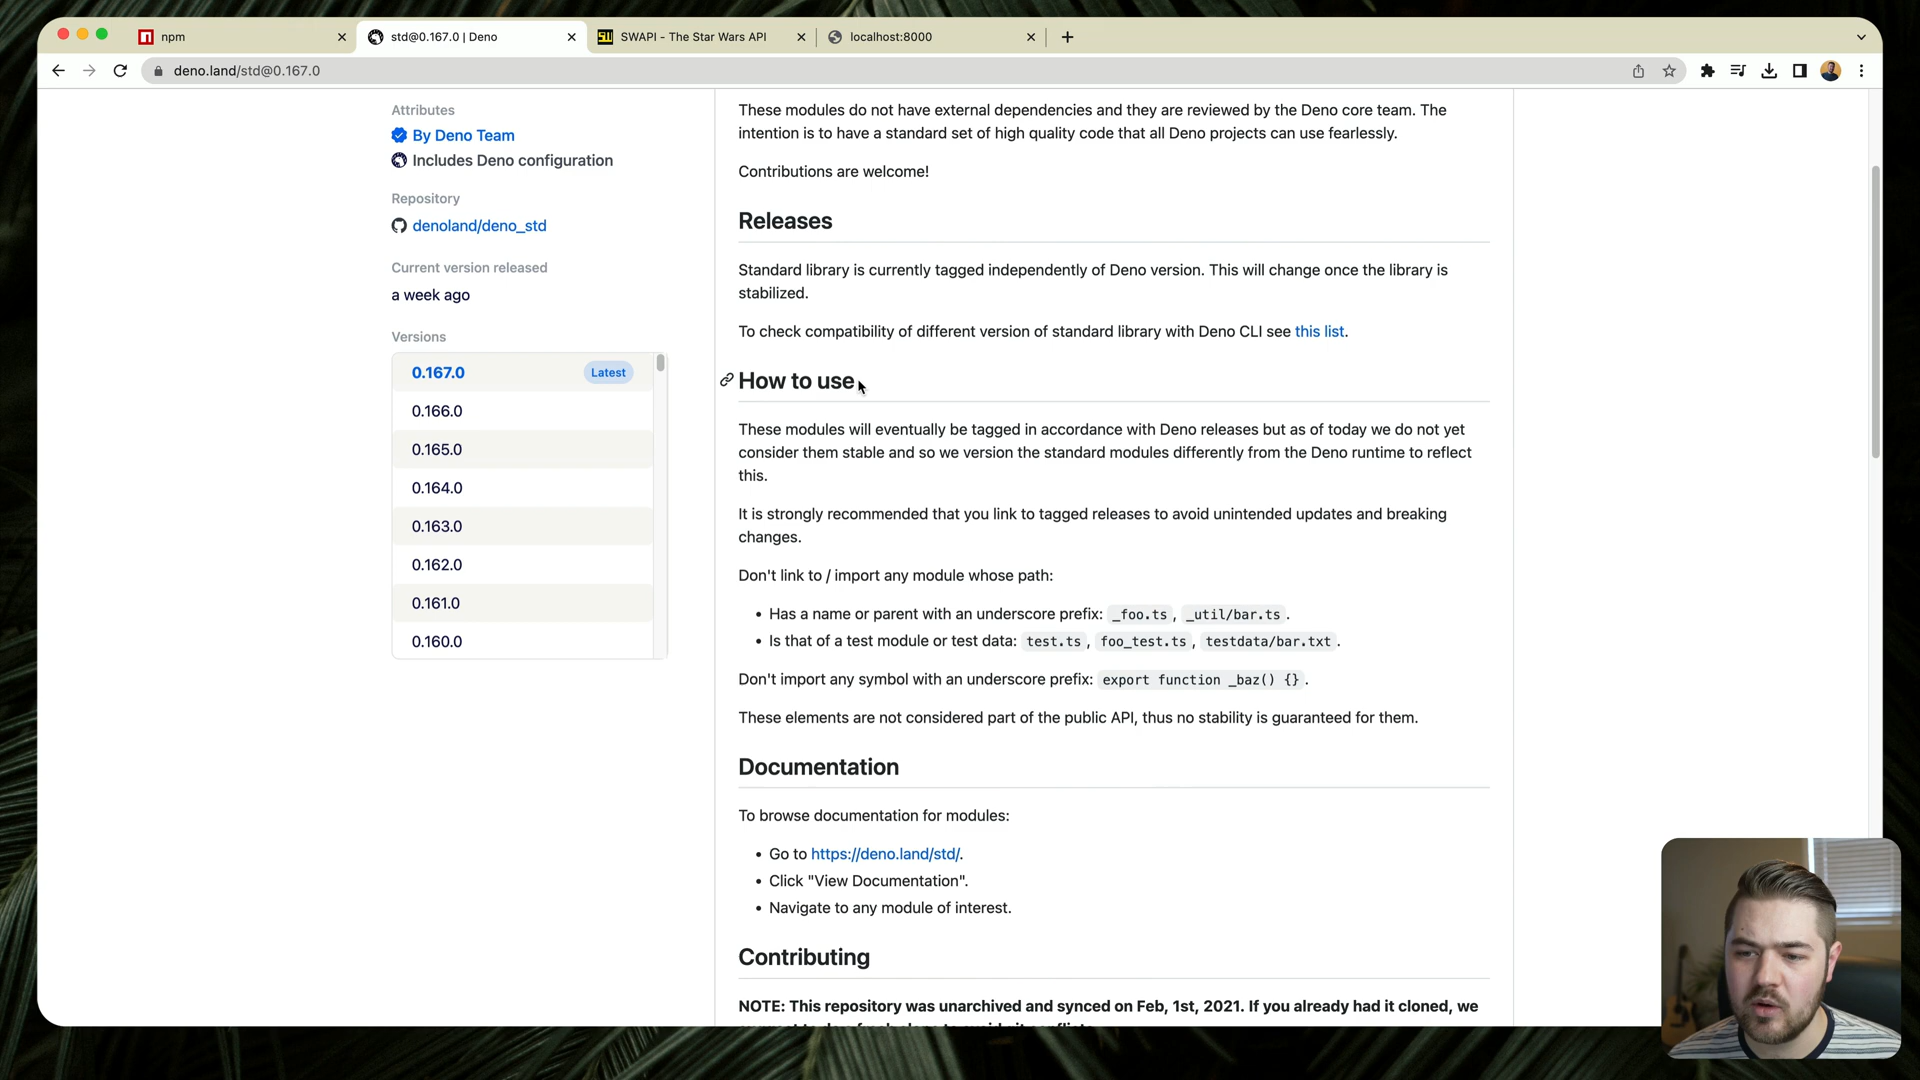 npm
std@0.167.0 | Deno
SWAPI - The Star Wars API
localhost:8000
deno.land/std@0.167.0
Attributes
By Deno Team
Includes Deno configuration
Repository
denoland/deno_std
Current version released
a week ago
Versions
0.167.0 Latest
0.166.0
0.165.0
0.164.0
0.163.0
0.162.0
0.161.0
0.160.0
These modules do not have external dependencies and they are reviewed by the Deno core team. The
intention is to have a standard set of high quality code that all Deno projects can use fearlessly.
Contributions are welcome!
Releases
Standard library is currently tagged independently of Deno version. This will change once the library is
stabilized.
To check compatibility of different version of standard library with Deno CLI see this list.
How to use
These modules will eventually be tagged in accordance with Deno releases but as of today we do not yet
consider them stable and so we version the standard modules differently from the Deno runtime to reflect
this.
It is strongly recommended that you link to tagged releases to avoid unintended updates and breaking
changes.
Don't link to / import any module whose path:
• Has a name or parent with an underscore prefix: _foo.ts, _util/bar.ts.
• Is that of a test module or test data: test.ts, foo_test.ts, testdata/bar.txt.
Don't import any symbol with an underscore prefix: export function _baz() {}.
These elements are not considered part of the public API, thus no stability is guaranteed for them.
Documentation
To browse documentation for modules:
• Go to https://deno.land/std/.
• Click "View Documentation".
• Navigate to any module of interest.
Contributing
NOTE: This repository was unarchived and synced on Feb, 1st, 2021. If you already had it cloned, we